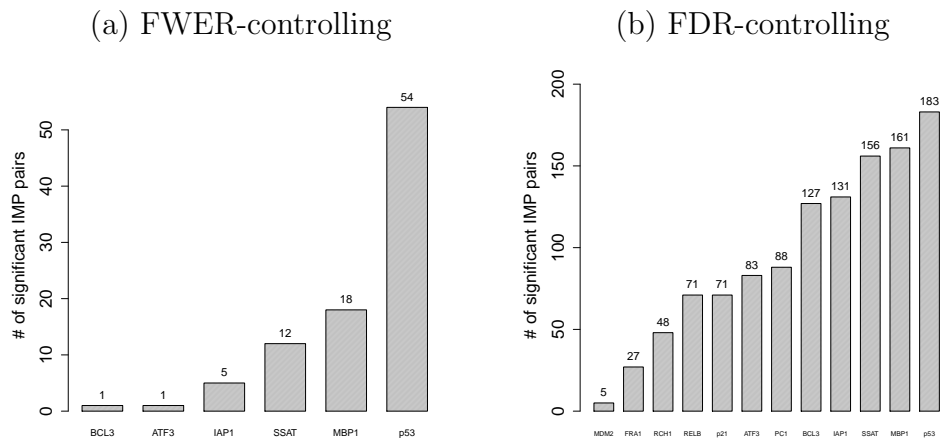 (a) FWER-controlling
# of significant IMP pairs
0 10 20 30 40 50
1 1 5 12 18 54
BCL3 ATF3 IAP1 SSAT MBP1 p53
(b) FDR-controlling
# of significant IMP pairs
0 50 100 150 200
5 27 48 71 71 83 88 127 131 156 161 183
MDM2 FRA1 RCH1 RELB p21 ATF3 PC1 BCL3 IAP1 SSAT MBP1 p53